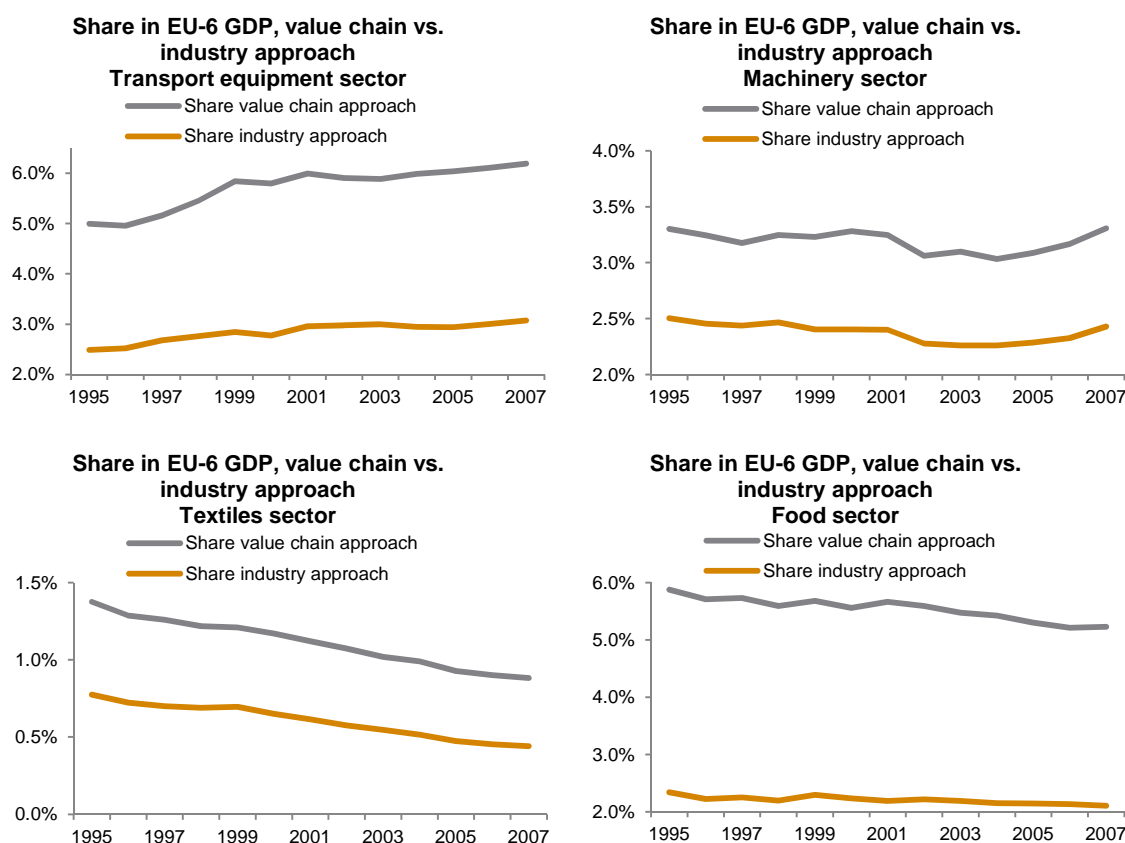 Share in EU-6 GDP, value chain vs.
industry approach
Transport equipment sector
Share value chain approach
Share industry approach
6.0%
5.0%
4.0%
3.0%
2.0%
1995 1997 1999 2001 2003 2005 2007
Share in EU-6 GDP, value chain vs.
industry approach
Machinery sector
Share value chain approach
Share industry approach
4.0%
3.5%
3.0%
2.5%
2.0%
1995 1997 1999 2001 2003 2005 2007
Share in EU-6 GDP, value chain vs.
industry approach
Textiles sector
Share value chain approach
Share industry approach
1.5%
1.0%
0.5%
0.0%
1995 1997 1999 2001 2003 2005 2007
Share in EU-6 GDP, value chain vs.
industry approach
Food sector
Share value chain approach
Share industry approach
6.0%
5.0%
4.0%
3.0%
2.0%
1995 1997 1999 2001 2003 2005 2007